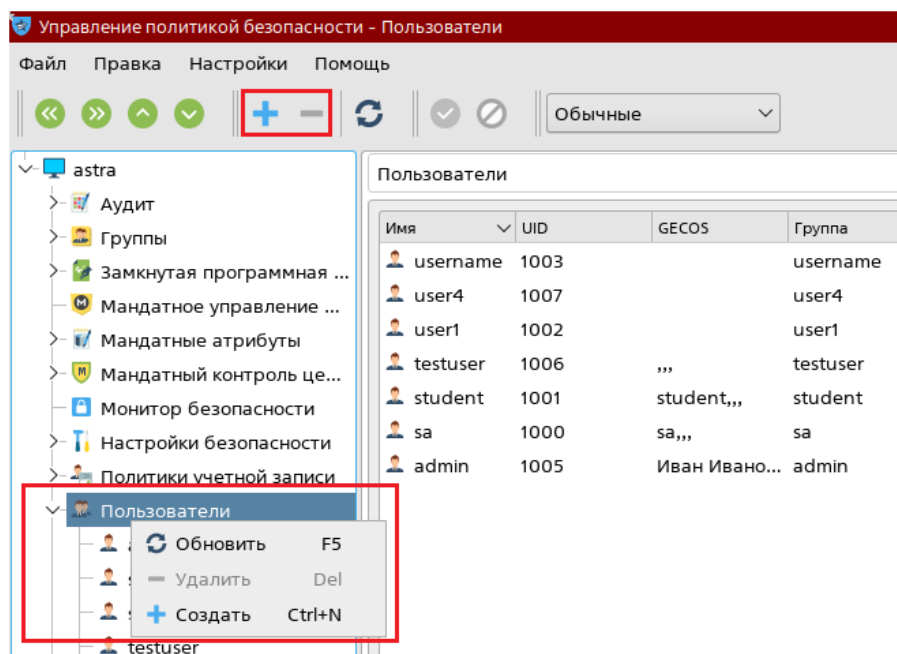 Управление политикой безопасности - Пользователи
Файл Правка Настройки Помощь
Обычные
astra
Аудит
Группы
Замкнутая программная ...
Мандатное управление ...
Мандатные атрибуты
Мандатный контроль це...
Монитор безопасности
Настройки безопасности
Политики учетной записи
Пользователи
Обновить F5
Удалить Del
Создать Ctrl+N
testuser
Пользователи
Имя UID GECOS Группа
username 1003 username
user4 1007 user4
user1 1002 user1
testuser 1006 ,,, testuser
student 1001 student,,, student
sa 1000 sa,,, sa
admin 1005 Иван Ивано... admin